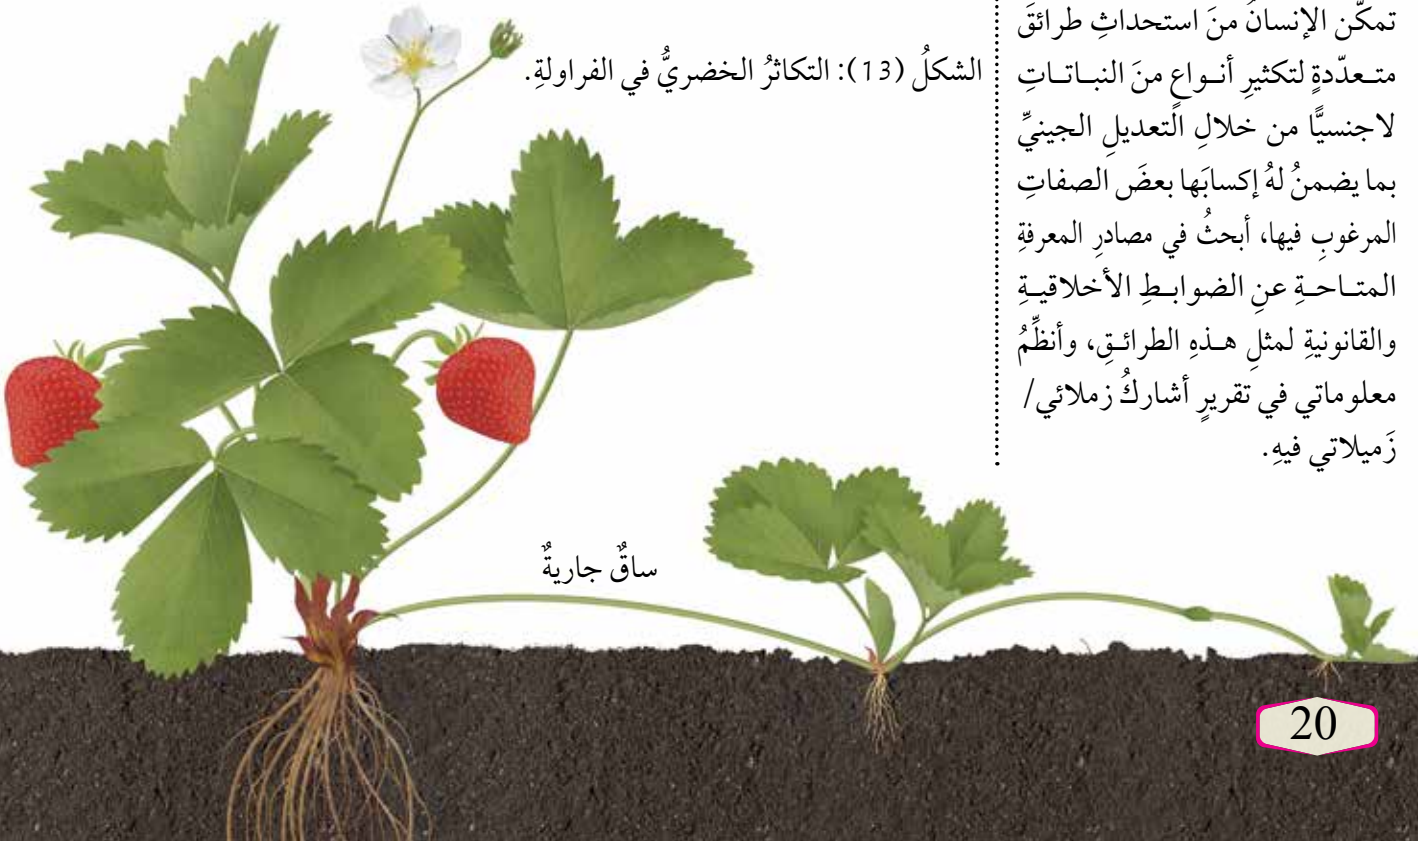 تمكّن الإنسانُ منَ استحداثِ طرائقَ
متعدّدةٍ لتكثيرِ أنواعٍ منَ النباتاتِ
لاجنسيًّا من خلالِ التعديلِ الجينيِّ
بما يضمنُ لهُ إكسابَها بعضَ الصفاتِ
المرغوبِ فيها، أبحثُ في مصادرِ المعرفةِ
المتاحةِ عنِ الضوابطِ الأخلاقيةِ
والقانونيةِ لمثلِ هذهِ الطرائقِ، وأنظِّمُ
معلوماتي في تقريرٍ أشاركُ زملائي/
زَميلاتي فيهِ.
الشكلُ (13): التكاثرُ الخضريُّ في الفراولةِ.
ساقٌ جاريةٌ
20